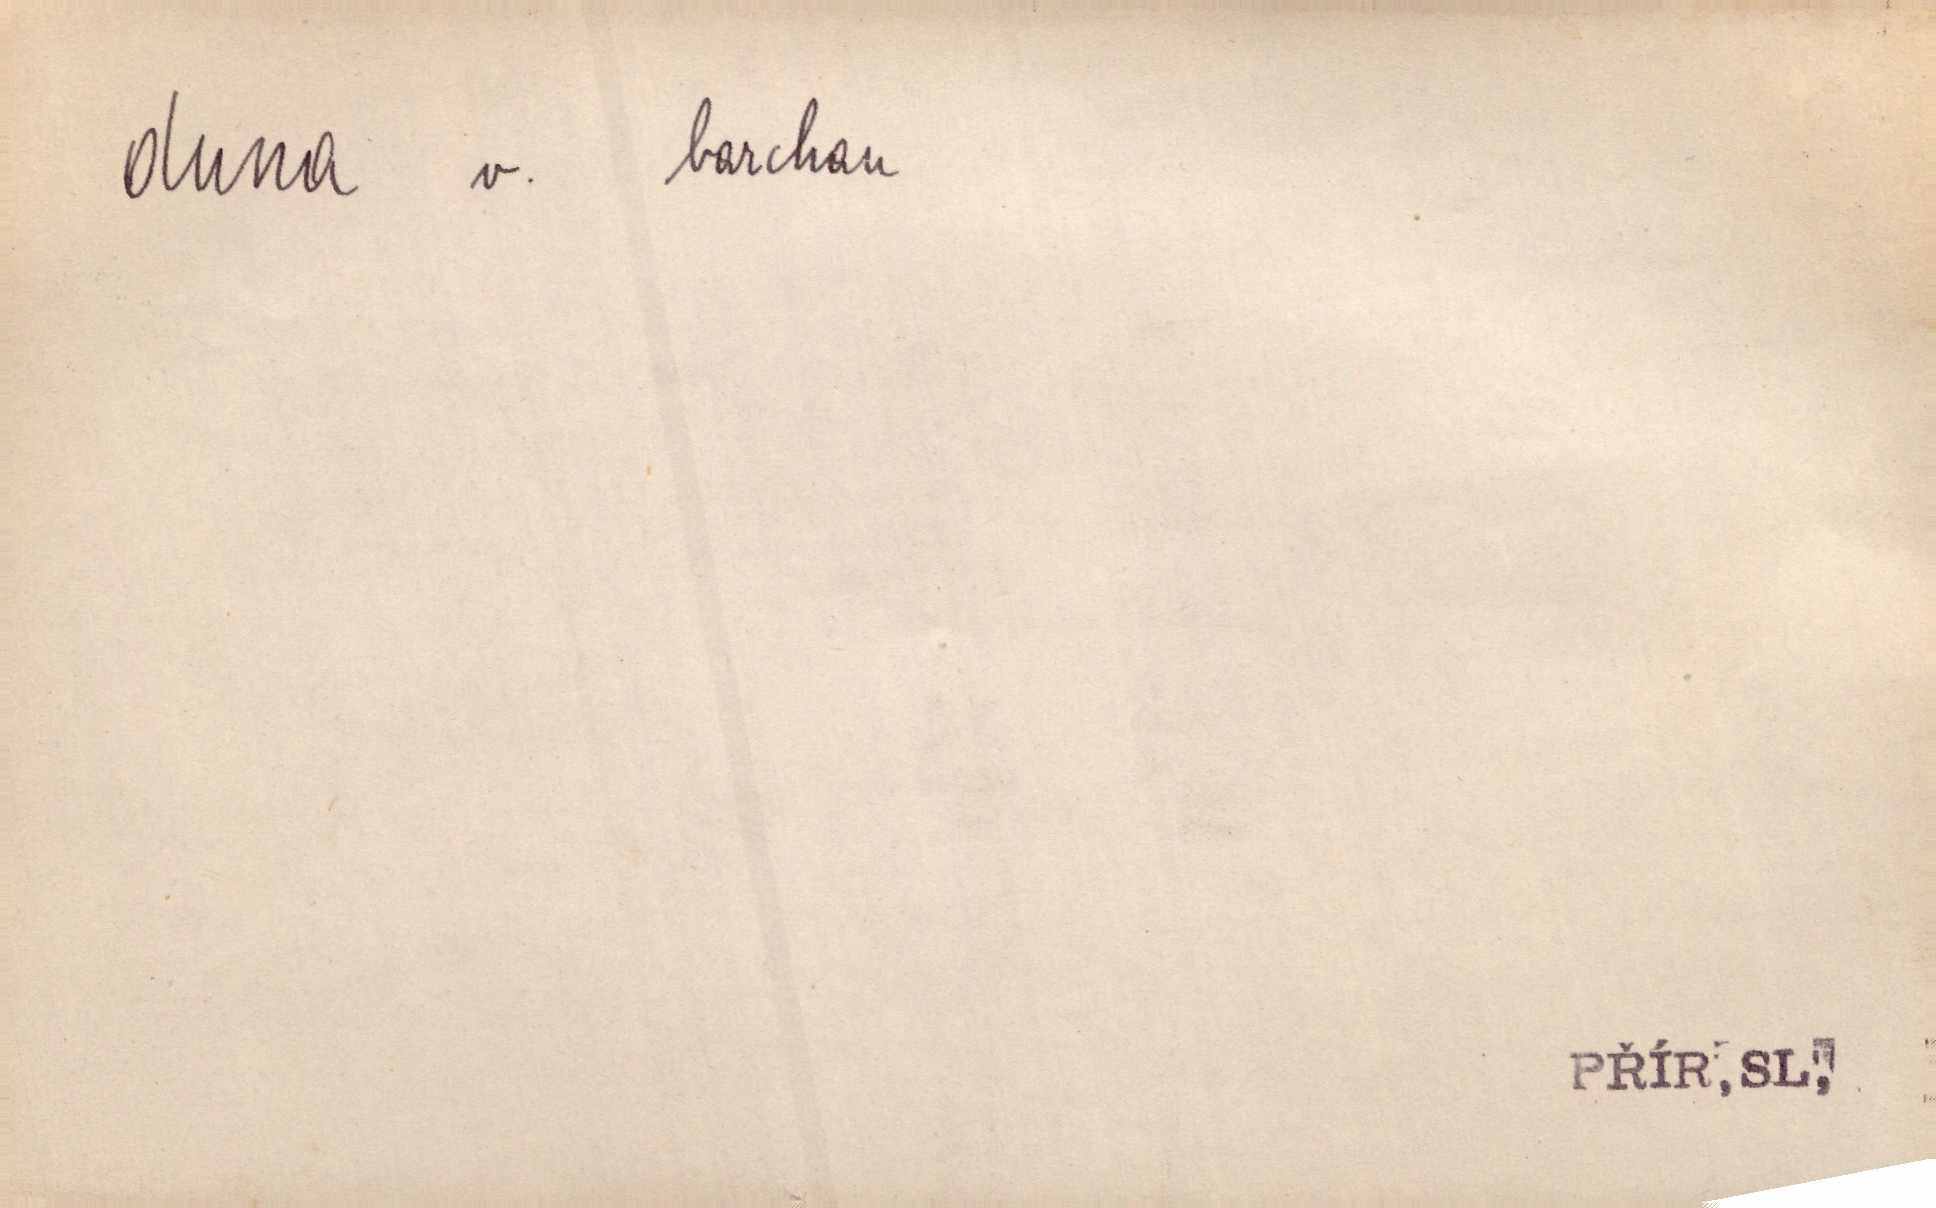 duna v. barchan
PŘÍR, SL,